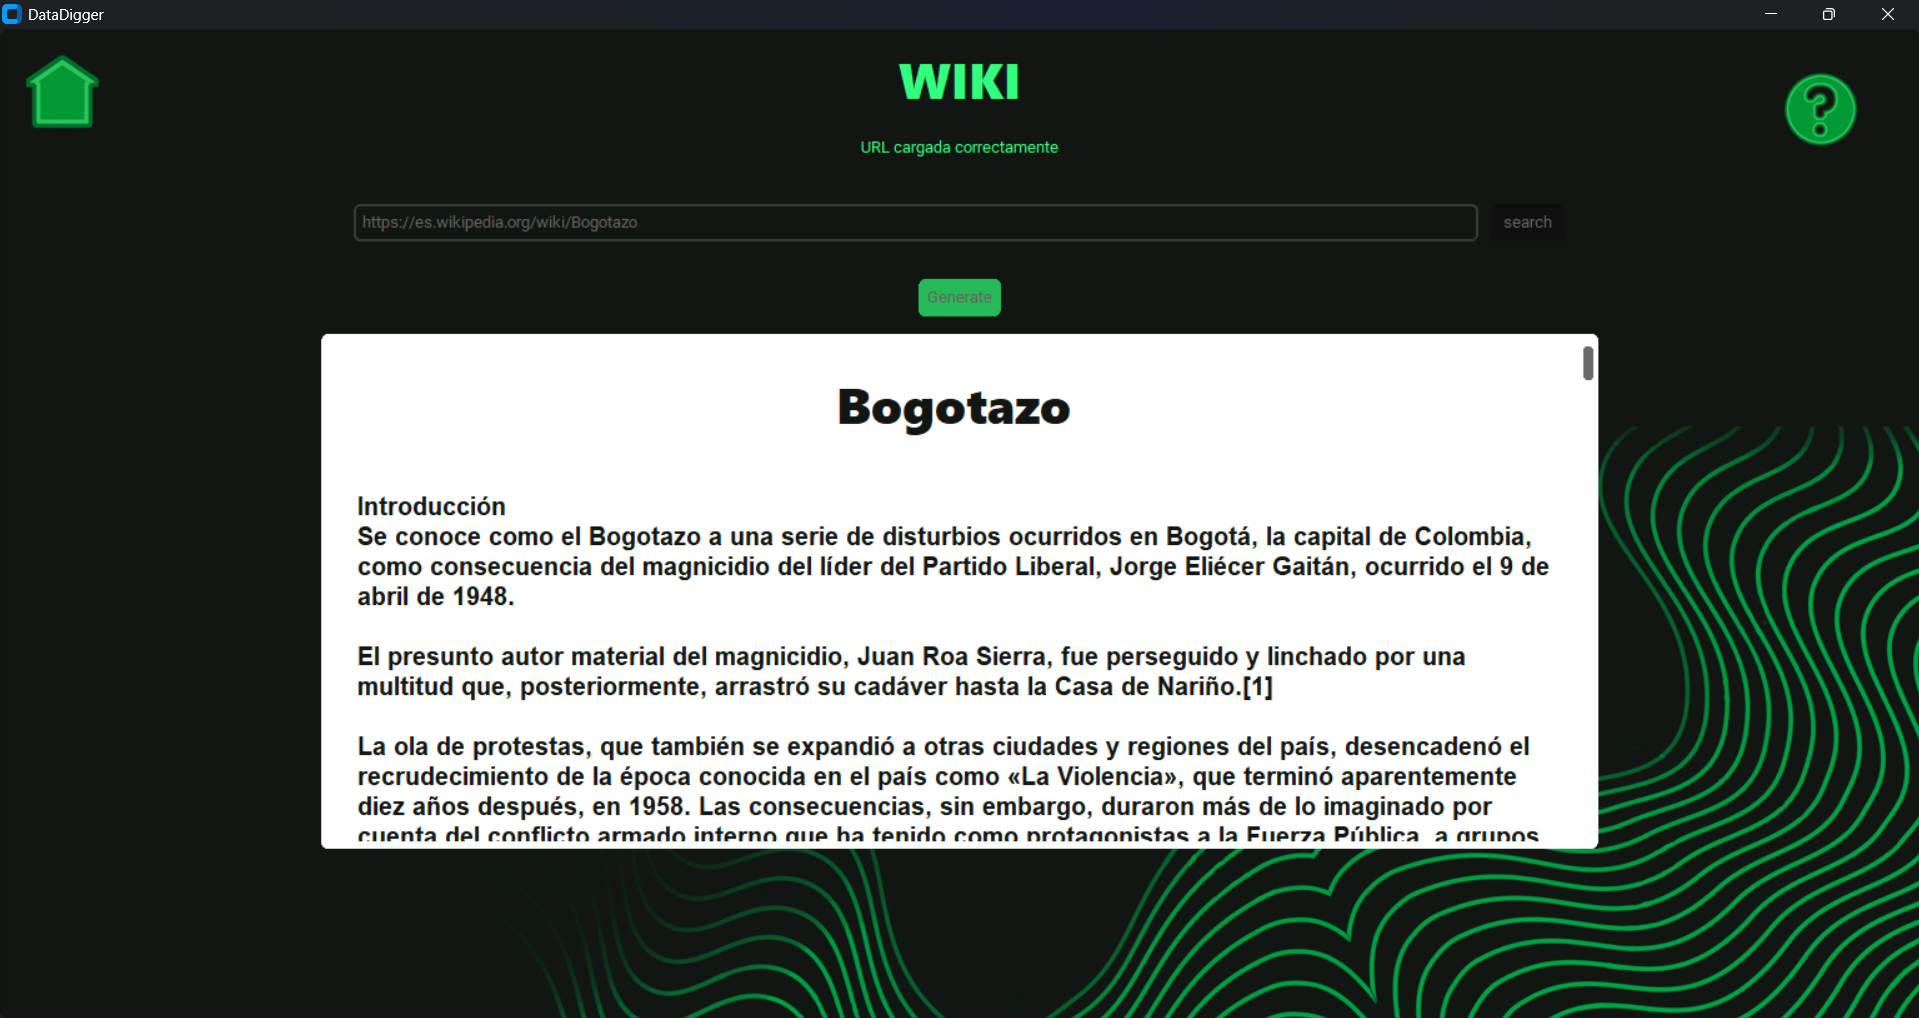 DataDigger
WIKI
URL cargada correctamente
https://es.wikipedia.org/wiki/Bogotazo
search
Generate
Bogotazo
Introducción
Se conoce como el Bogotazo a una serie de disturbios ocurridos en Bogotá, la capital de Colombia,
como consecuencia del magnicidio del líder del Partido Liberal, Jorge Eliécer Gaitán, ocurrido el 9 de
abril de 1948.
El presunto autor material del magnicidio, Juan Roa Sierra, fue perseguido y linchado por una
multitud que, posteriormente, arrastró su cadáver hasta la Casa de Nariño.[1]
La ola de protestas, que también se expandió a otras ciudades y regiones del país, desencadenó el
recrudecimiento de la época conocida en el país como «La Violencia», que terminó aparentemente
diez años después, en 1958. Las consecuencias, sin embargo, duraron más de lo imaginado por
cuenta del conflicto armado interno que ha tenido como protagonistas a la Fuerza Pública, a grupos